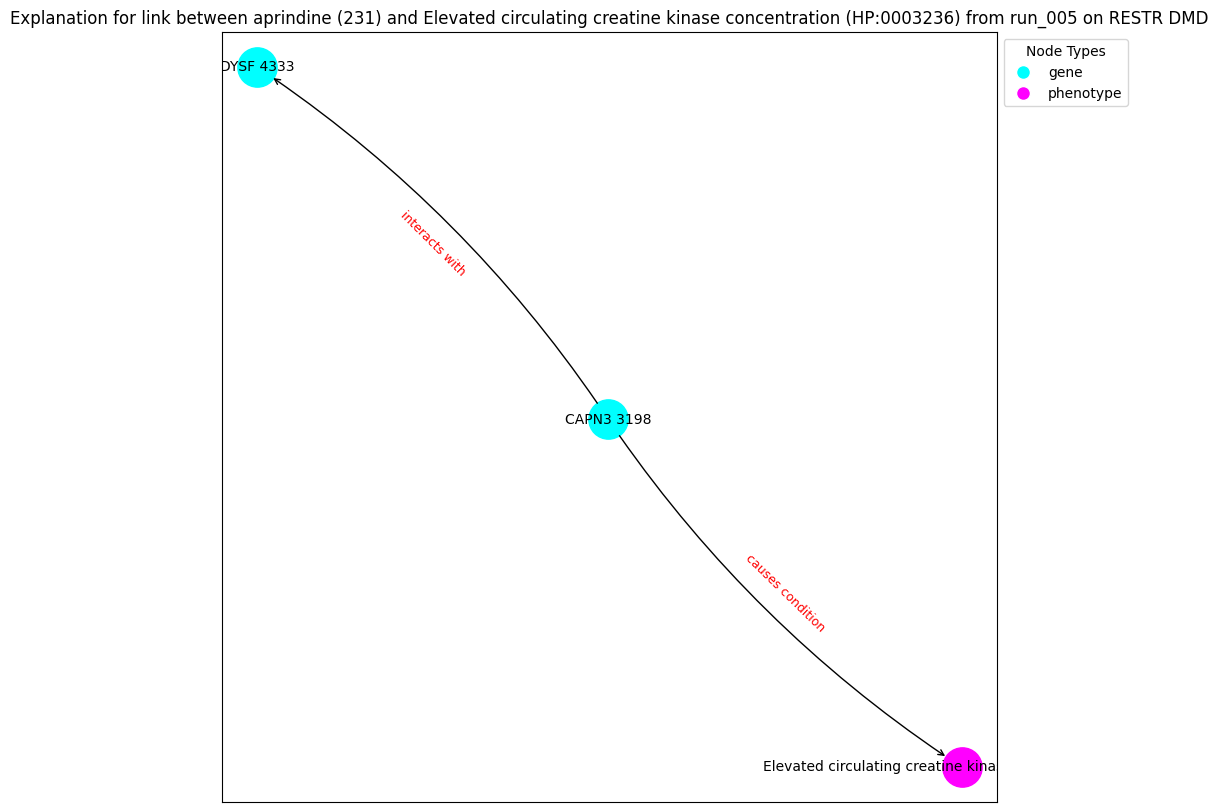 Explanation for link between aprindine (231) and Elevated circulating creatine kinase concentration (HP:0003236) from run_005 on RESTR DMD
Node Types
gene
phenotype
DYSF 4333
interacts with
CAPN3 3198
causes condition
Elevated circulating creatine kina